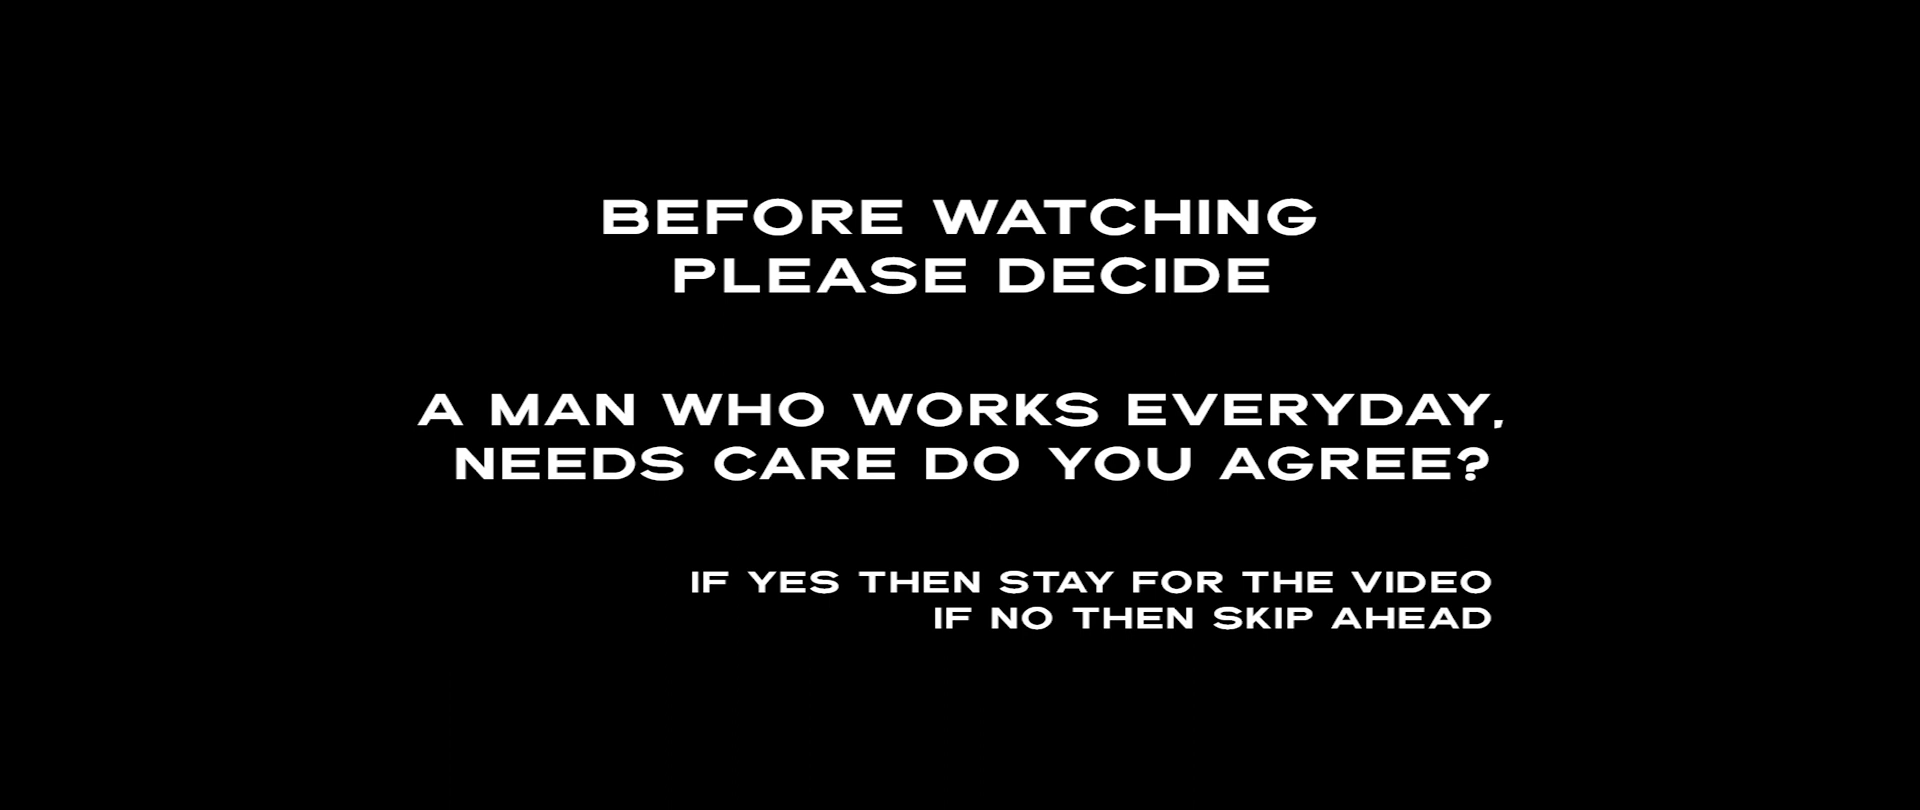 BEFORE WATCHING
PLEASE DECIDE
A MAN WHO WORKS EVERYDAY,
NEEDS CARE DO YOU AGREE?
IF YES THEN STAY FOR THE VIDEO
IF NO THEN SKIP AHEAD